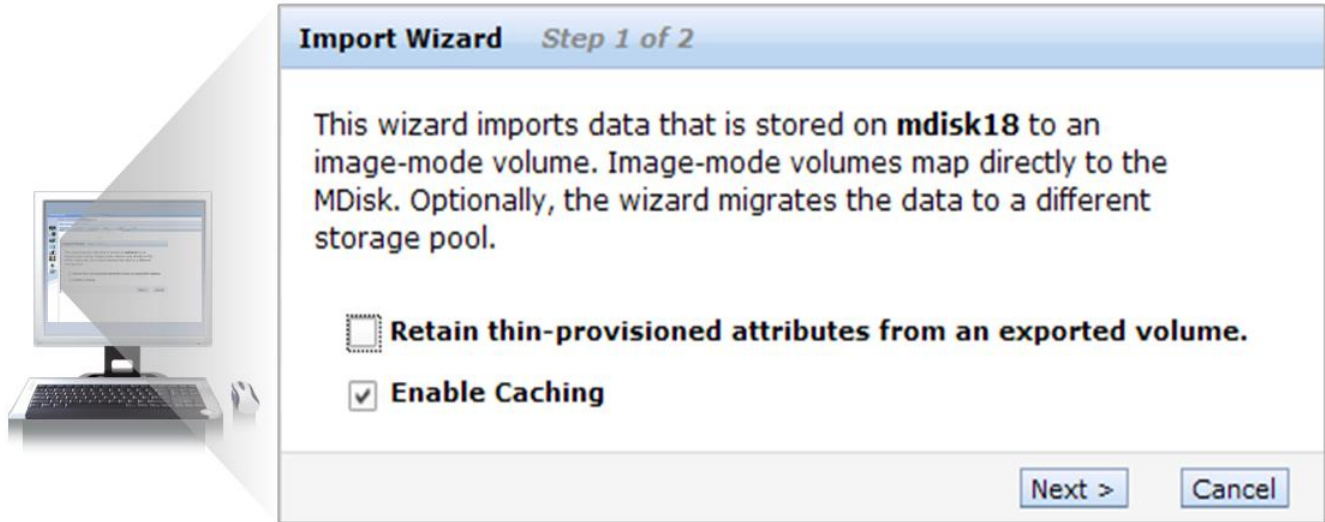 Import Wizard Step 1 of 2
This wizard imports data that is stored on mdisk18 to an
image-mode volume. Image-mode volumes map directly to the
MDisk. Optionally, the wizard migrates the data to a different
storage pool.
Retain thin-provisioned attributes from an exported volume.
Enable Caching
Next >
Cancel